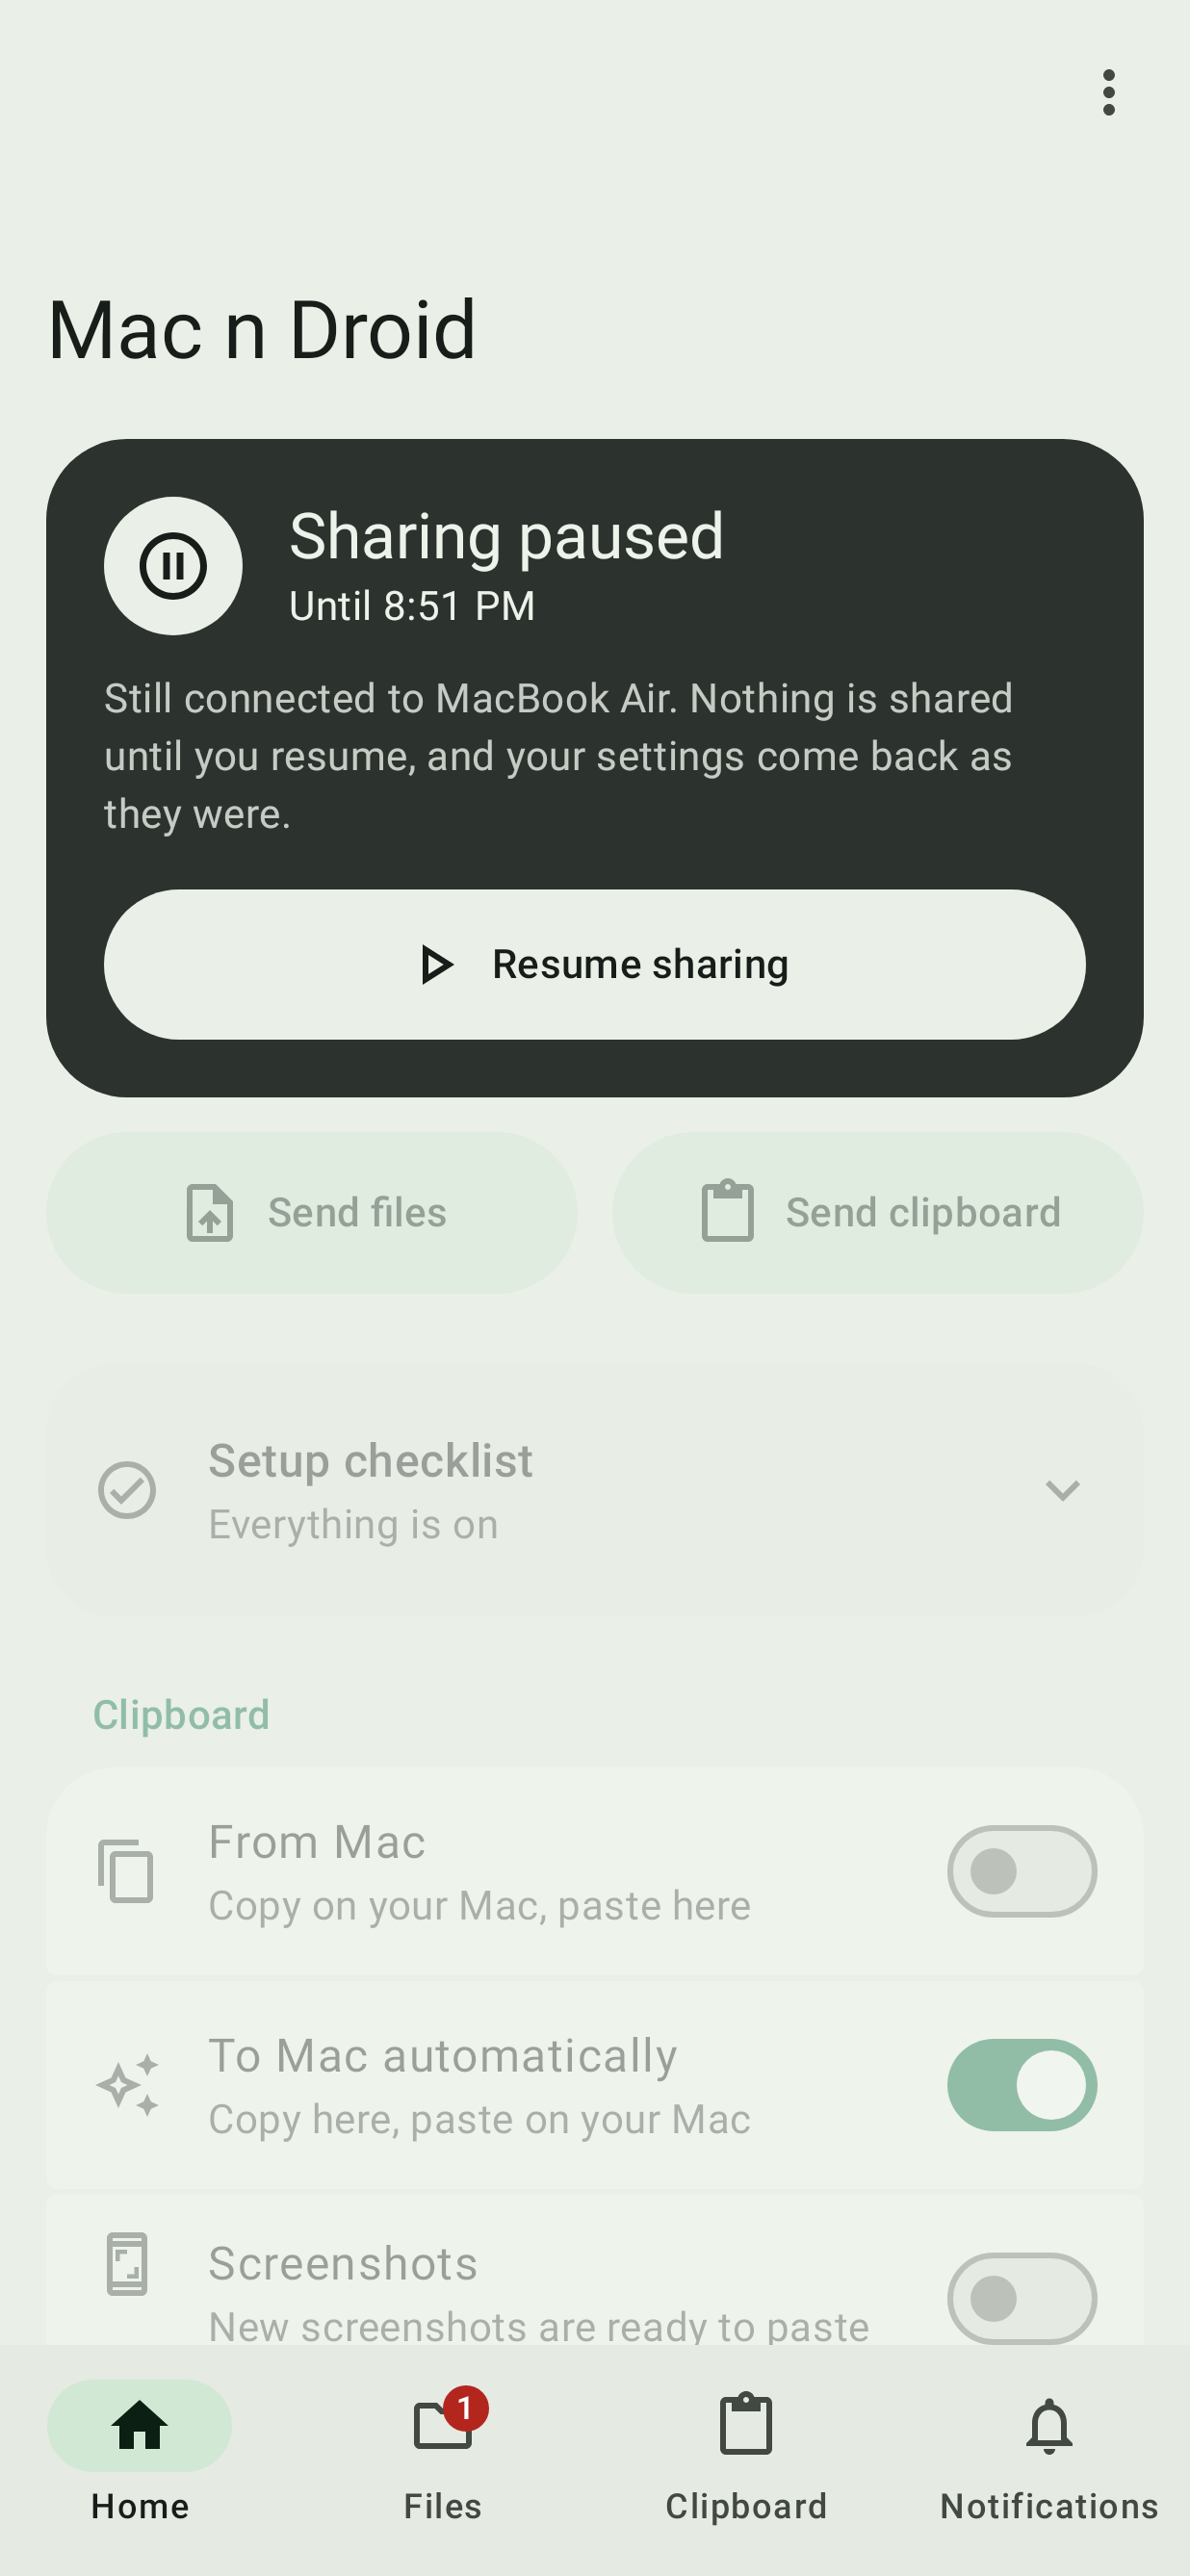 Mac n Droid
Sharing paused
Until 8:51 PM
Still connected to MacBook Air. Nothing is shared
until you resume, and your settings come back as
they were.
Resume sharing
Send files
Send clipboard
Setup checklist
Everything is on
Clipboard
From Mac
Copy on your Mac, paste here
To Mac automatically
Copy here, paste on your Mac
Screenshots
New screenshots are ready to paste
1
Home
Files
Clipboard
Notifications